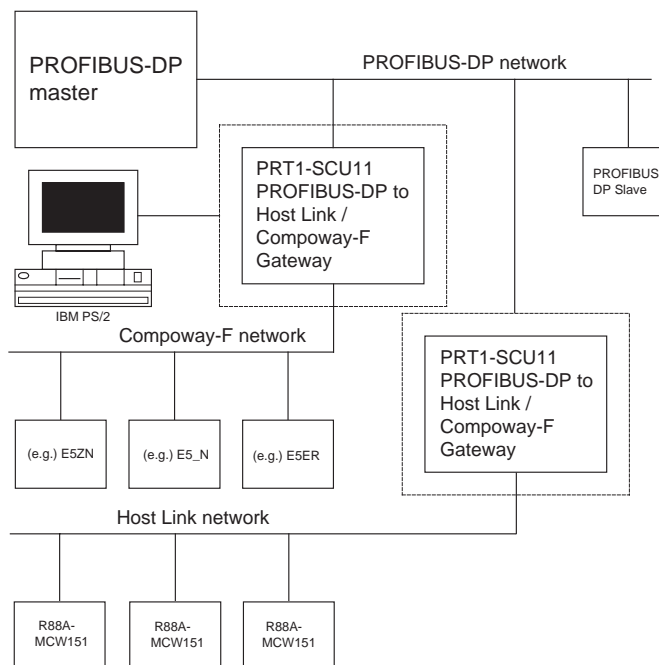 PROFIBUS-DP
master
PROFIBUS-DP network
PRT1-SCU11
PROFIBUS-DP to
Host Link /
Compoway-F
Gateway
PROFIBUS
DP Slave
IBM PS/2
Compoway-F network
PRT1-SCU11
PROFIBUS-DP to
Host Link /
Compoway-F
Gateway
(e.g.) E5ZN
(e.g.) E5_N
(e.g.) E5ER
Host Link network
R88A-
MCW151
R88A-
MCW151
R88A-
MCW151